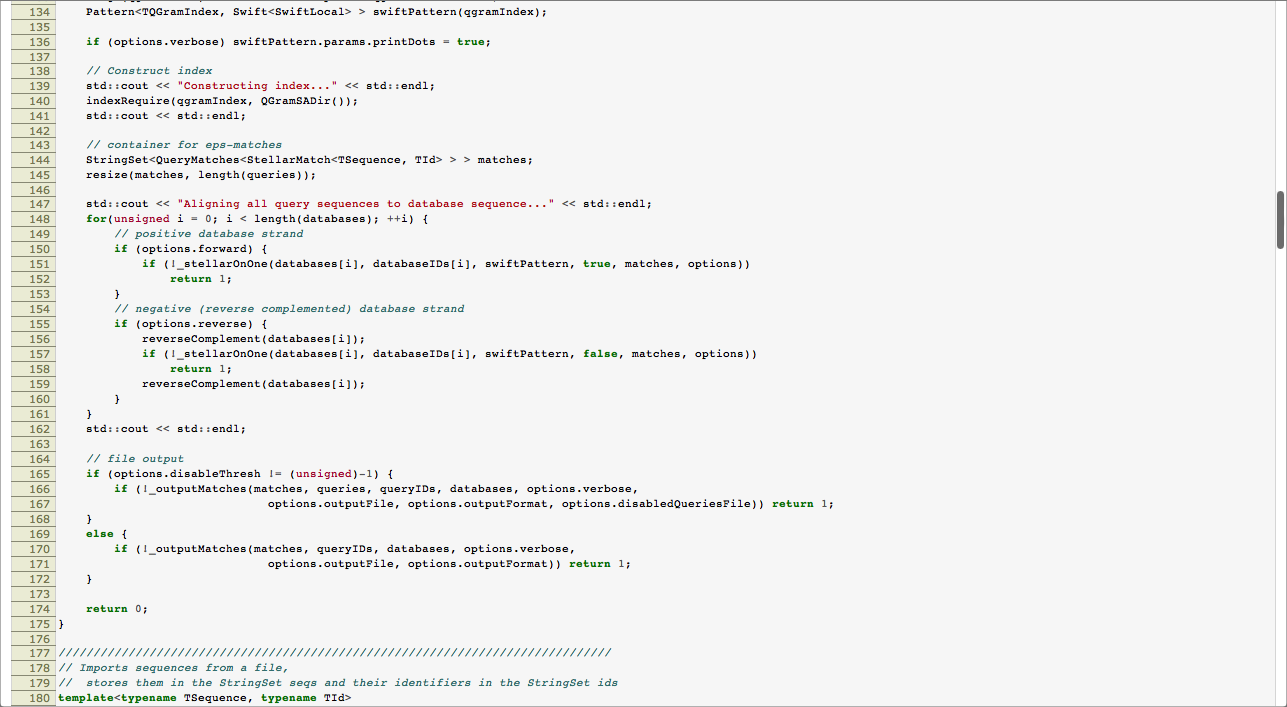 134 Pattern<TQGramIndex, Swift<SwiftLocal> > swiftPattern(qgramIndex);
135
136 if (options.verbose) swiftPattern.params.printDots = true;
137
138 // Construct index
139 std::cout << "Constructing index..." << std::endl;
140 indexRequire(qgramIndex, QGramSADir());
141 std::cout << std::endl;
142
143 // container for eps-matches
144 StringSet<QueryMatches<StellarMatch<TSequence, TId> > > matches;
145 resize(matches, length(queries));
146
147 std::cout << "Aligning all query sequences to database sequence..." << std::endl;
148 for(unsigned i = 0; i < length(databases); ++i) {
149 // positive database strand
150 if (options.forward) {
151 if (!_stellarOnOne(databases[i], databaseIDs[i], swiftPattern, true, matches, options))
152 return 1;
153 }
154 // negative (reverse complemented) database strand
155 if (options.reverse) {
156 reverseComplement(databases[i]);
157 if (!_stellarOnOne(databases[i], databaseIDs[i], swiftPattern, false, matches, options))
158 return 1;
159 reverseComplement(databases[i]);
160 }
161 }
162 std::cout << std::endl;
163
164 // file output
165 if (options.disableThresh != (unsigned)-1) {
166 if (!_outputMatches(matches, queries, queryIDs, databases, options.verbose,
167 options.outputFile, options.outputFormat, options.disabledQueriesFile)) return 1;
168 }
169 else {
170 if (!_outputMatches(matches, queryIDs, databases, options.verbose,
171 options.outputFile, options.outputFormat)) return 1;
172 }
173
174 return 0;
175 }
176
177 ///////////////////////////////////////////////////////////////////////////////
178 // Imports sequences from a file,
179 //  stores them in the StringSet seqs and their identifiers in the StringSet ids
180 template<typename TSequence, typename TId>